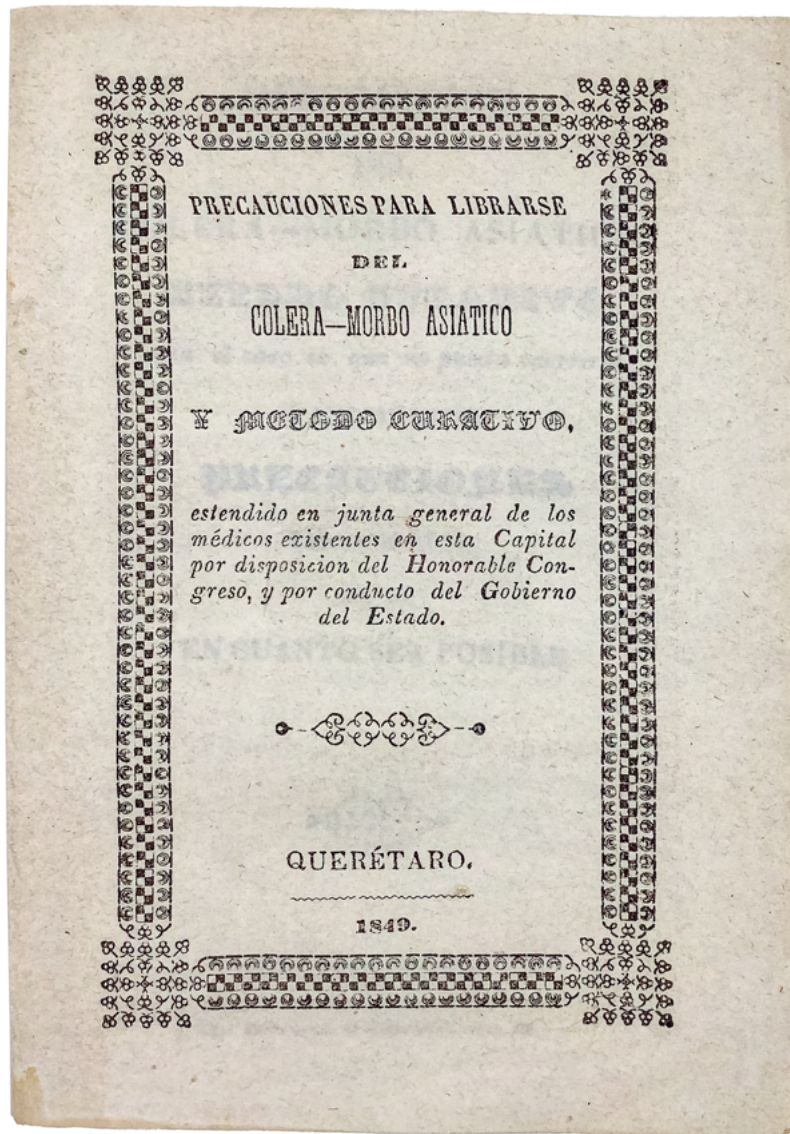 PRECAUCIONES PARA LIBRARSE
DEL
COLERA—MORBO ASIATICO
Y METODO CURATIVO,
estendido en junta general de los
médicos existentes en esta Capital
por disposicion del Honorable Con-
greso, y por conducto del Gobierno
del Estado.
QUERÉTARO.
1849.